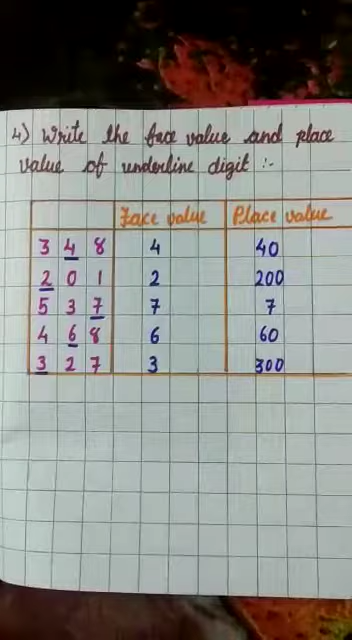 4) Write the face value and place
value of underline digit :-
Face value Place value
3 4 8 4 40
2 0 1 2 200
5 3 7 7 7
4 6 8 6 60
3 2 7 3 300